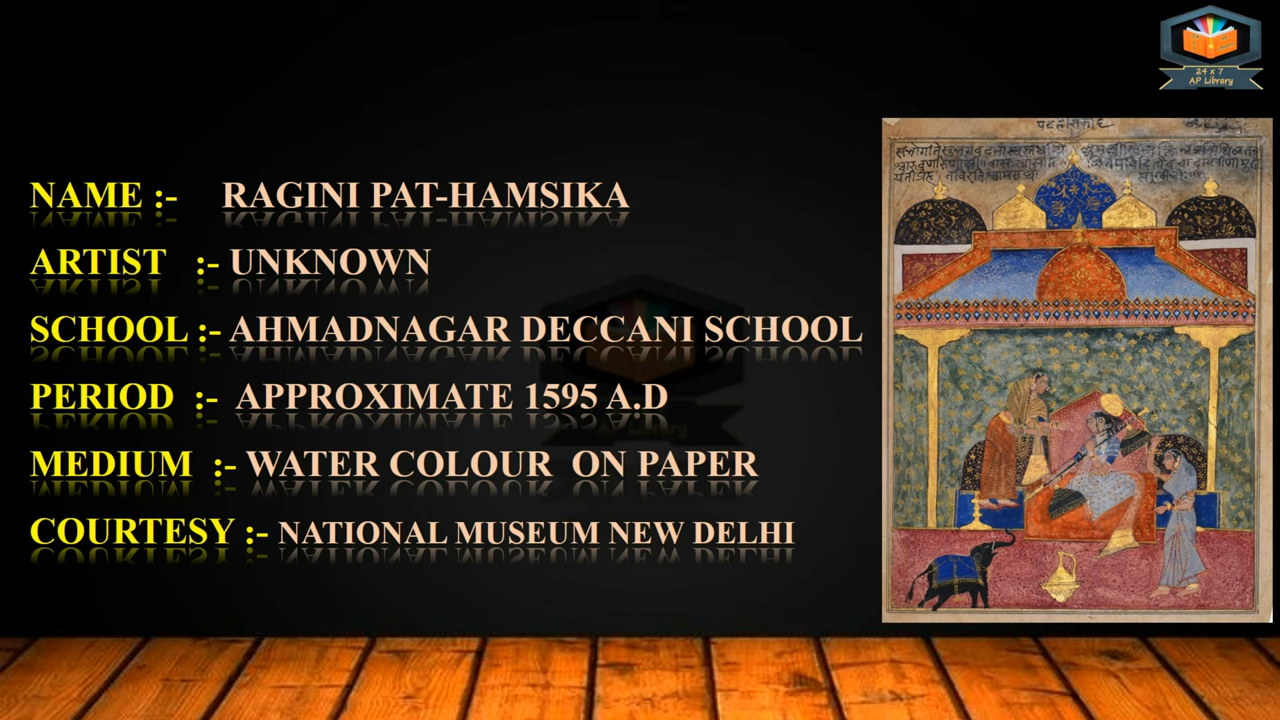 24 x 7
AP Library
NAME :- RAGINI PAT-HAMSIKA
ARTIST :- UNKNOWN
SCHOOL :- AHMADNAGAR DECCANI SCHOOL
PERIOD :- APPROXIMATE 1595 A.D
MEDIUM :- WATER COLOUR ON PAPER
COURTESY :- NATIONAL MUSEUM NEW DELHI